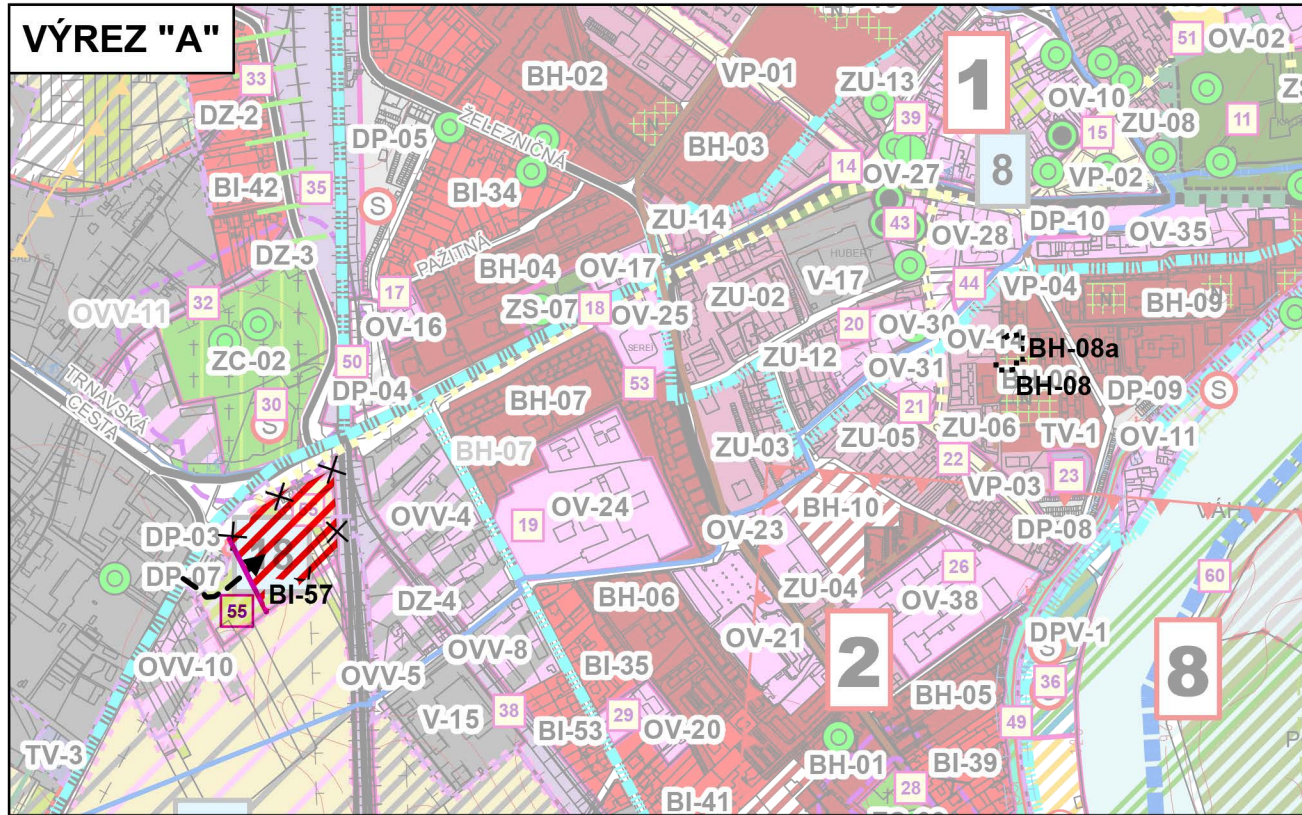 VÝREZ "A"
33
DZ-2
DP-05
ŽELEZNIČNÁ
BH-02
VP-01
ZU-13
1
39
51
OV-02
OV-10
15
ZU-08
11
BI-42
35
S
BI-34
BH-03
14
OV-27
8
VP-02
ZU-14
DP-10
OV-35
43
OV-28
DZ-3
PAŽITNÁ
BH-04
OV-17
HUBERT
V-17
44
VP-04
BH-09
OVV-11
32
17
ZS-07
18
OV-25
ZU-02
20
OV-30
OV-14
BH-08a
ZC-02
OV-16
SEREĎ
53
ZU-12
OV-31
BH-08
DP-09
S
TRNAVSKÁ
CESTA
50
DP-04
30
S
BH-07
21
ZU-05
ZU-06
TV-1
OV-11
BH-07
ZU-03
22
23
VP-03
OVV-4
OV-24
19
BH-10
DP-08
VÁH
DP-03
DP-07
BI-57
55
OV-23
26
60
DZ-4
BH-06
ZU-04
OV-38
OV-21
DPV-1
S
OVV-10
OVV-5
OVV-8
BI-35
2
36
8
V-15
38
BI-53
29
OV-20
BH-05
49
TV-3
BH-01
BI-39
BI-41
28